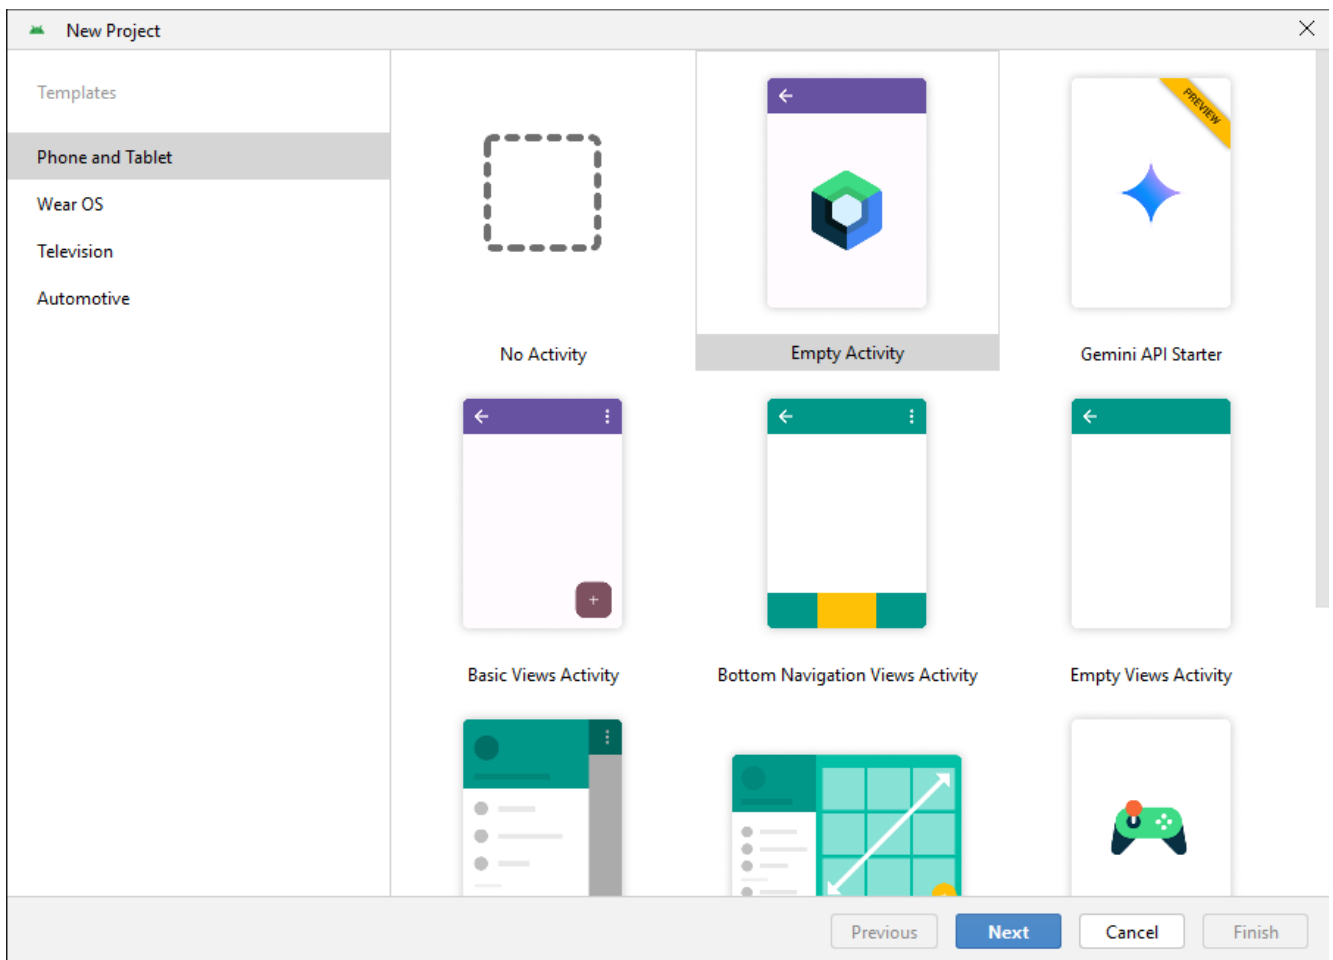 New Project
Templates
Phone and Tablet
Wear OS
Television
Automotive
PREVIEW
No Activity
Empty Activity
Gemini API Starter
Basic Views Activity
Bottom Navigation Views Activity
Empty Views Activity
Previous
Next
Cancel
Finish